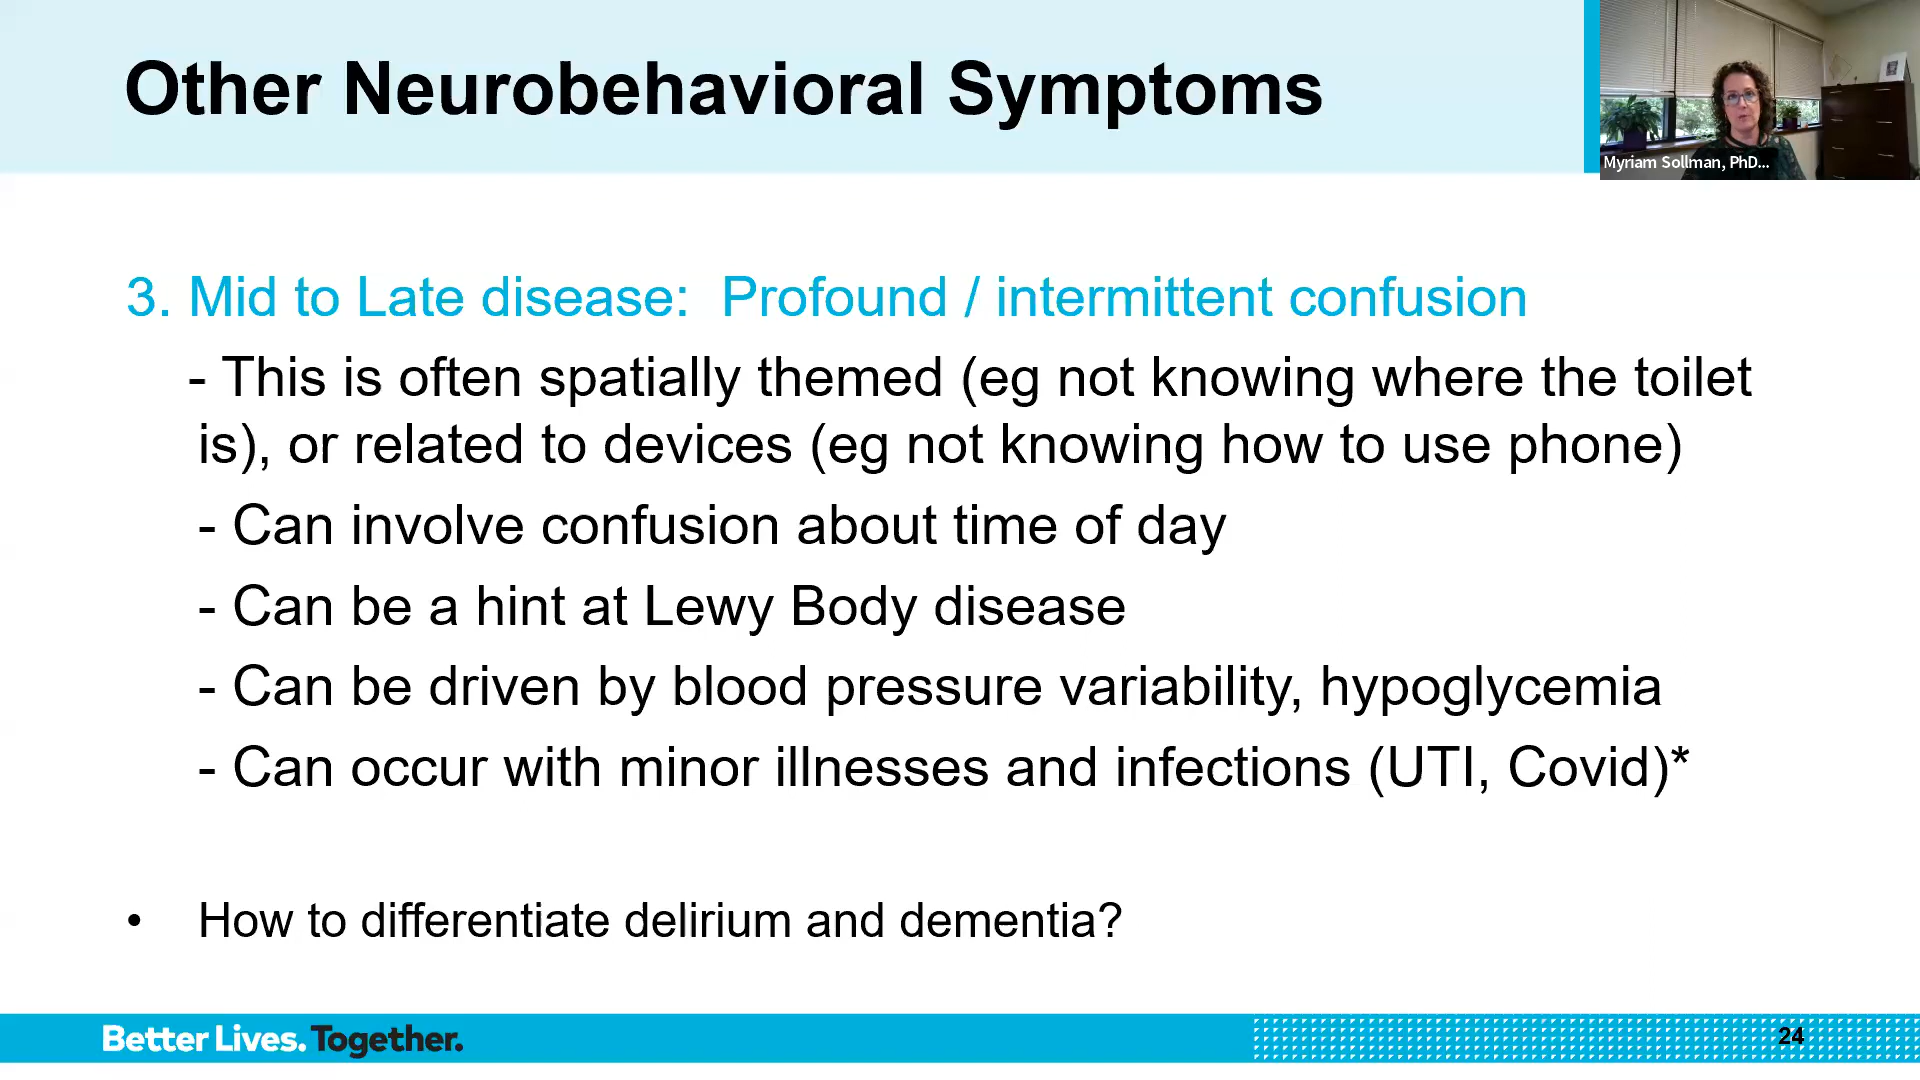 Other Neurobehavioral Symptoms
Myriam Sollman, PhD...
3. Mid to Late disease:  Profound / intermittent confusion
- This is often spatially themed (eg not knowing where the toilet
is), or related to devices (eg not knowing how to use phone)
- Can involve confusion about time of day
- Can be a hint at Lewy Body disease
- Can be driven by blood pressure variability, hypoglycemia
- Can occur with minor illnesses and infections (UTI, Covid)*
• How to differentiate delirium and dementia?
Better Lives. Together.
24